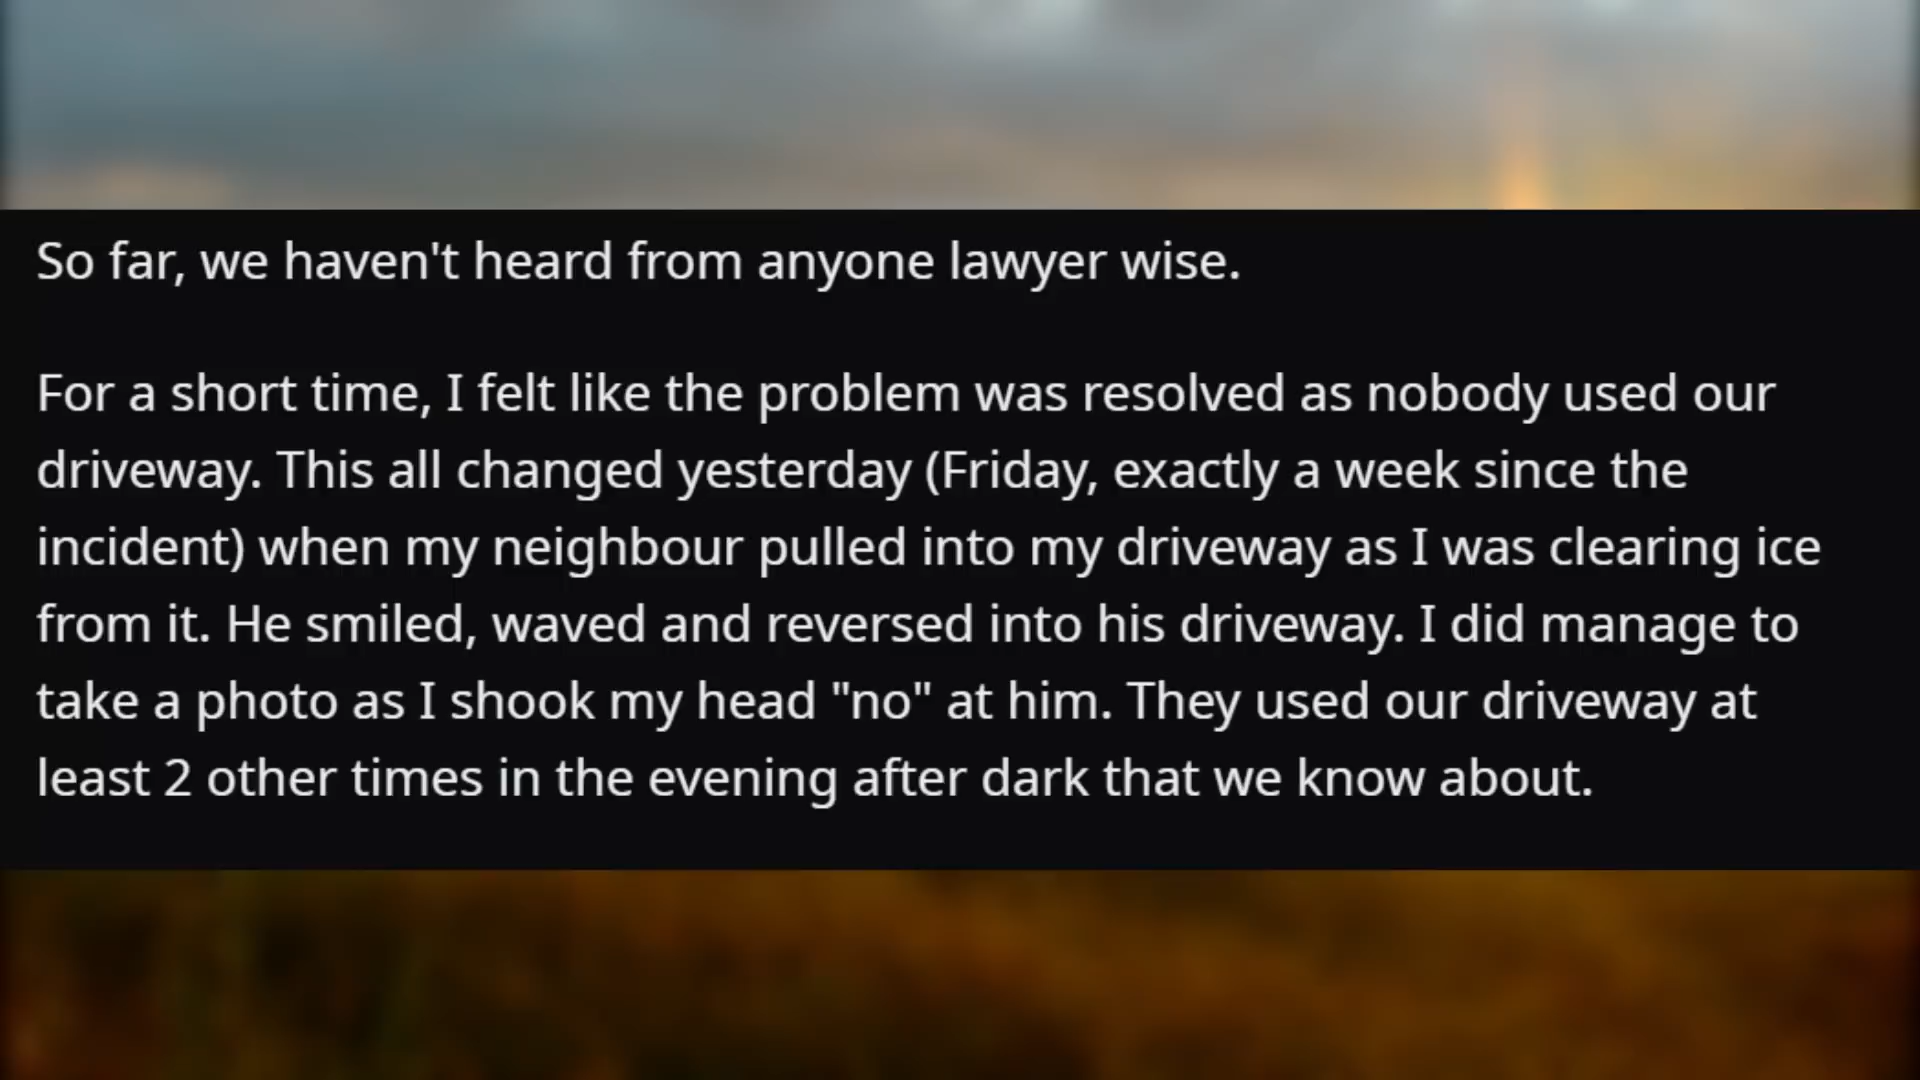 So far, we haven't heard from anyone lawyer wise.
For a short time, I felt like the problem was resolved as nobody used our
driveway. This all changed yesterday (Friday, exactly a week since the
incident) when my neighbour pulled into my driveway as I was clearing ice
from it. He smiled, waved and reversed into his driveway. I did manage to
take a photo as I shook my head "no" at him. They used our driveway at
least 2 other times in the evening after dark that we know about.